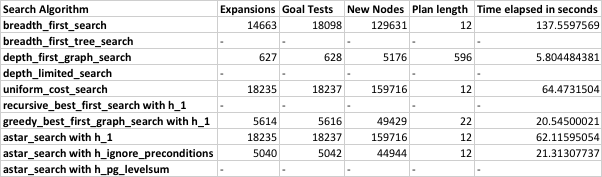 Search Algorithm Expansions Goal Tests New Nodes Plan length Time elapsed in seconds
breadth_first_search 14663 18098 129631 12 137.5597569
breadth_first_tree_search - - - - -
depth_first_graph_search 627 628 5176 596 5.804484381
depth_limited_search - - - - -
uniform_cost_search 18235 18237 159716 12 64.4731504
recursive_best_first_search with h_1 - - - - -
greedy_best_first_graph_search with h_1 5614 5616 49429 22 20.54500021
astar_search with h_1 18235 18237 159716 12 62.11595054
astar_search with h_ignore_preconditions 5040 5042 44944 12 21.31307737
astar_search with h_pg_levelsum - - - - -